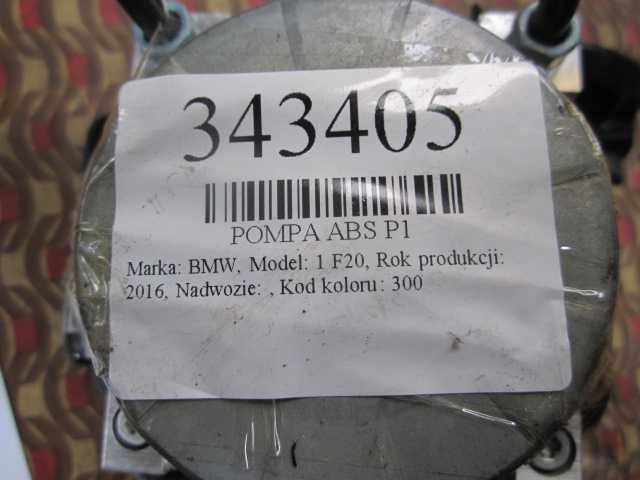 343405
POMPA ABS P1
Marka: BMW, Model: 1 F20, Rok produkcji:
2016, Nadwozie: , Kod koloru: 300